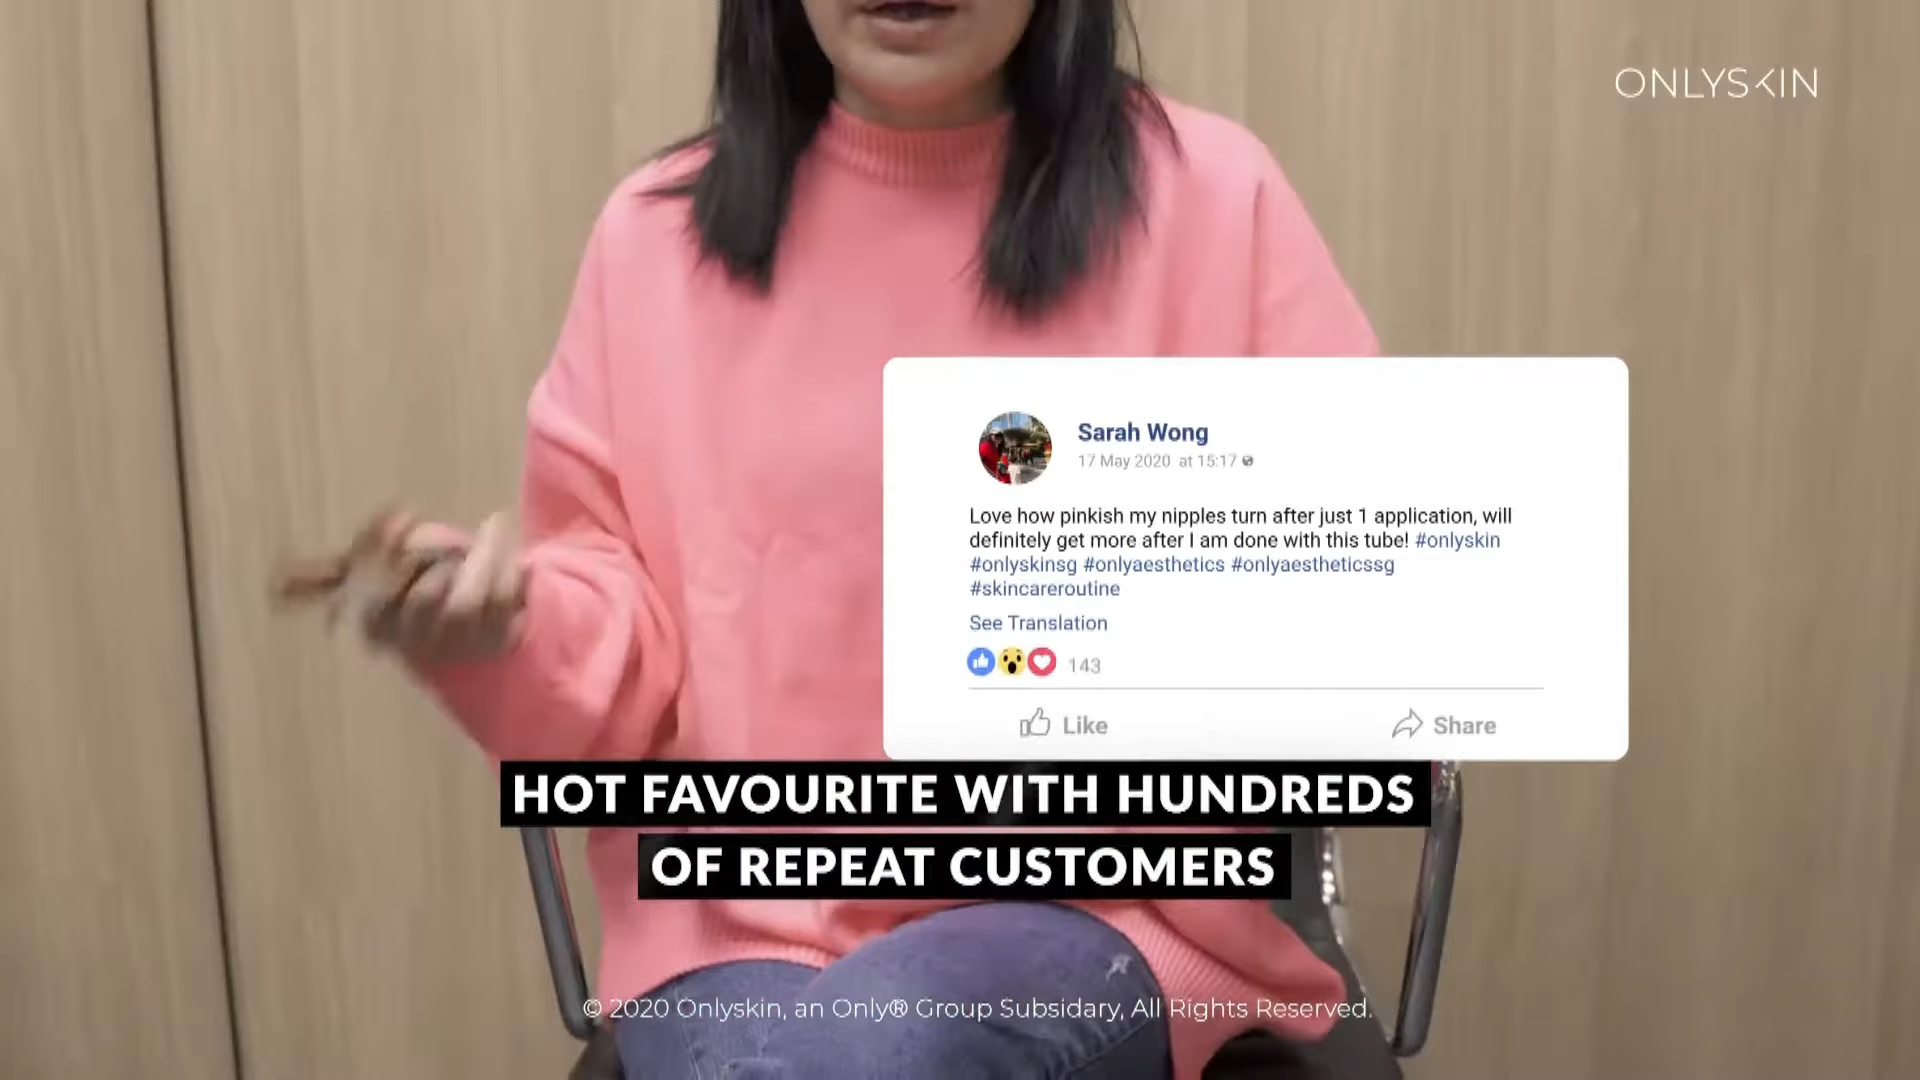 ONLYSKIN
Sarah Wong
17 May 2020 at 15:17
Love how pinkish my nipples turn after just 1 application, will
definitely get more after I am done with this tube! #onlyskin
#onlyskinsg #onlyaesthetics #onlyaestheticssg
#skincareroutine
See Translation
143
Like
Share
HOT FAVOURITE WITH HUNDREDS
OF REPEAT CUSTOMERS
© 2020 Onlyskin, an Only® Group Subsidary, All Rights Reserved.